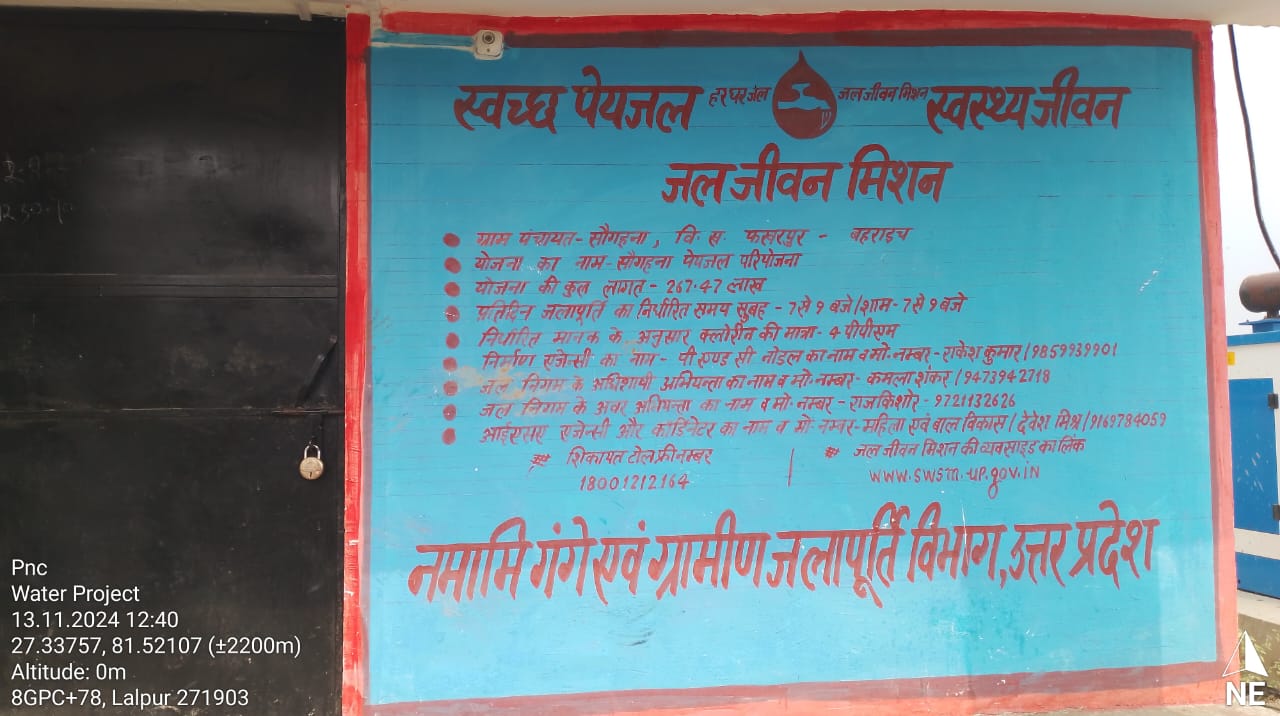 स्वच्छ पेयजल हर घर जल जल जीवन मिशन स्वस्थ्य जीवन
जल जीवन मिशन
ग्राम पंचायत- सौगहना, वि. ख. फखरपुर - बहराइच
योजना का नाम- सौगहना पेयजल परियोजना
योजना की कुल लागत - 267.47 लाख
प्रतिदिन जलापूर्ति का निर्धारित समय सुबह - 7 से 9 बजे/शाम- 7 से 9 बजे
निर्धारित मानक के अनुसार क्लोरीन की मात्रा- 4 पीपीएम
निर्माण एजेन्सी का नाम - पी एण्ड सी नोडल का नाम व मो. नम्बर - राकेश कुमार/9859939901
जल निगम के अधिशाषी अभियन्ता का नाम व मो. नम्बर- कमला शंकर/9473942718
जल निगम के अवर अभियन्ता का नाम व मो. नम्बर - राजकिशोर - 9721132626
आईएसए एजेन्सी और कार्डिनेटर का नाम व मो. नम्बर- महिला एवं बाल विकास/देवेश मिश्र/9169784059
# शिकायत टोल फ्री नम्बर | # जल जीवन मिशन की व्यवसाइड का लिंक
18001212164 www.swsm-up.gov.in
नमामि गंगे एवं ग्रामीण जलापूर्ति विभाग, उत्तर प्रदेश
Pnc
Water Project
13.11.2024 12:40
27.33757, 81.52107 (±2200m)
Altitude: 0m
8GPC+78, Lalpur 271903
NE